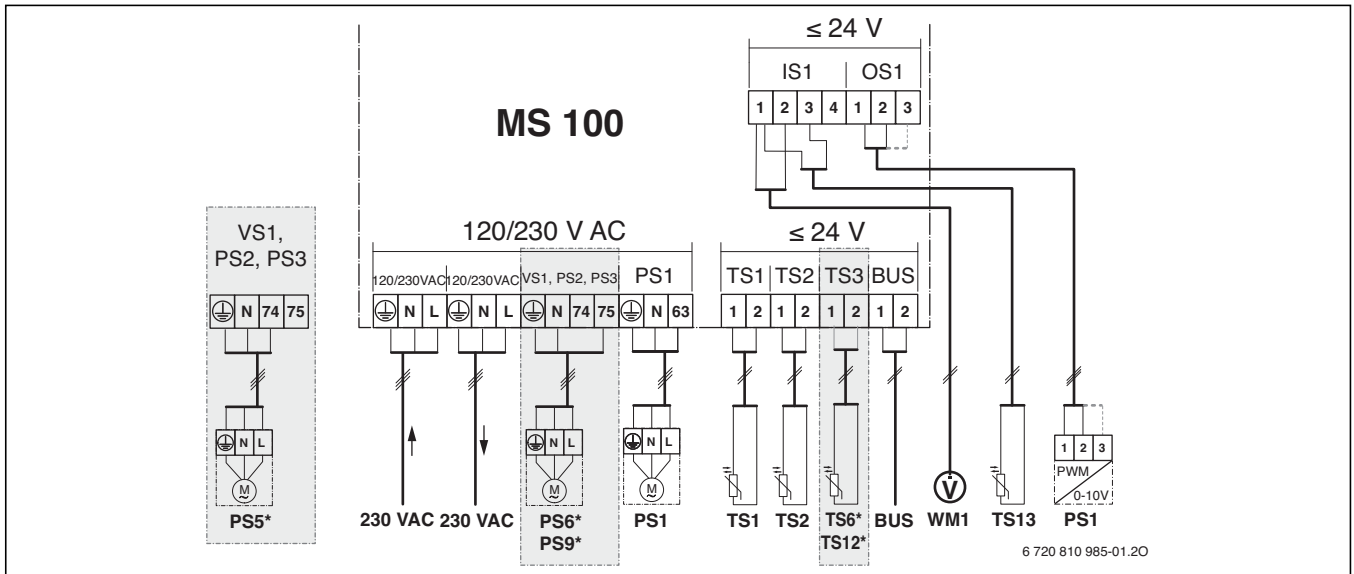 ≤ 24 V
IS1 OS1
1 2 3 4 1 2 3
MS 100
VS1,
PS2, PS3
120/230 V AC ≤ 24 V
120/230VAC 120/230VAC VS1, PS2, PS3 PS1 TS1 TS2 TS3 BUS
N 74 75
N L N L N 74 75 N 63 1 2 1 2 1 2 1 2
N L
N L
N L
1 2 3
M ~
M ~
M ~
PWM
0-10V
V
PS5* 230 VAC 230 VAC PS6* PS1 TS1 TS2 TS6* BUS WM1 TS13 PS1
PS9* TS12*
6 720 810 985-01.2O